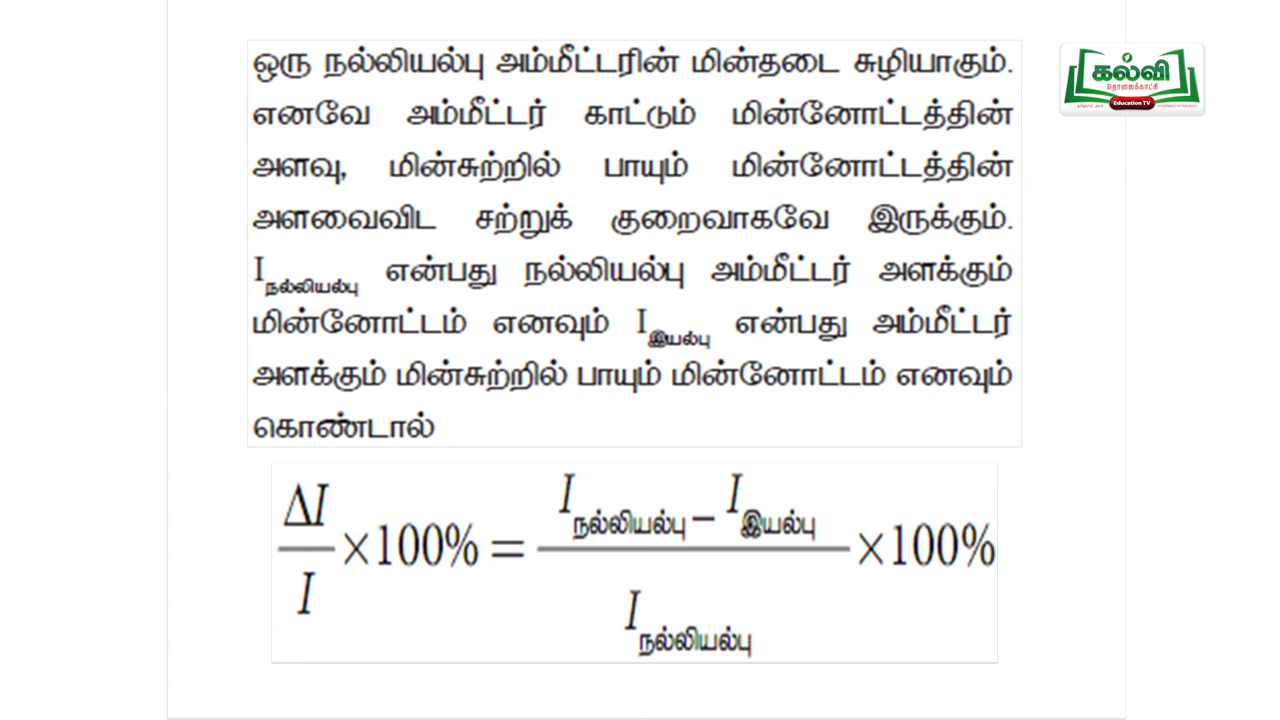 ஒரு நல்லியல்பு அம்மீட்டரின் மின்தடை சுழியாகும்.
எனவே அம்மீட்டர் காட்டும் மின்னோட்டத்தின்
அளவு, மின்சுற்றில் பாயும் மின்னோட்டத்தின்
அளவைவிட சற்றுக் குறைவாகவே இருக்கும்.
I நல்லியல்பு என்பது நல்லியல்பு அம்மீட்டர் அளக்கும்
மின்னோட்டம் எனவும் I இயல்பு என்பது அம்மீட்டர்
அளக்கும் மின்சுற்றில் பாயும் மின்னோட்டம் எனவும்
கொண்டால்
ΔI/I ×100% = (I நல்லியல்பு – I இயல்பு)/I நல்லியல்பு ×100%
கல்வி
தொலைக்காட்சி
Education TV